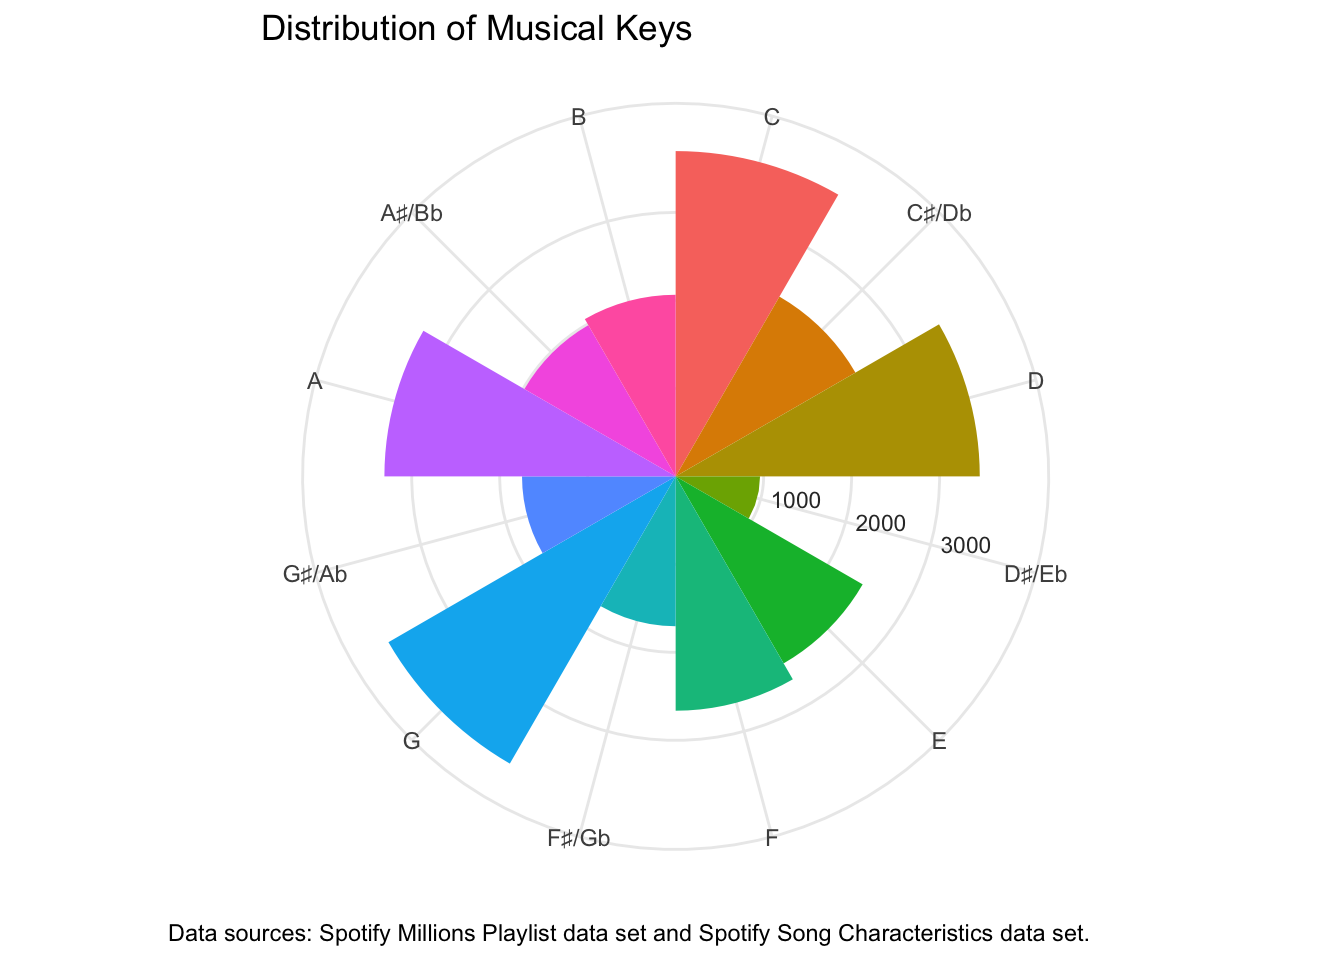 Distribution of Musical Keys
B
C
A♯/Bb
C♯/Db
A
D
1000
2000
3000
G♯/Ab
D♯/Eb
G
E
F♯/Gb
F
Data sources: Spotify Millions Playlist data set and Spotify Song Characteristics data set.